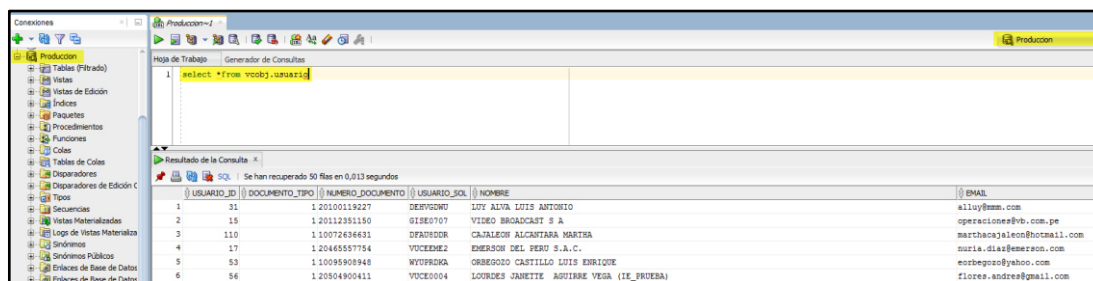 Conexiones
Produccion~1
Produccion
Produccion
Tablas (Filtrado)
Vistas
Vistas de Edición
Índices
Paquetes
Procedimientos
Funciones
Colas
Tablas de Colas
Disparadores
Disparadores de Edición C
Tipos
Secuencias
Vistas Materializadas
Logs de Vistas Materializa
Sinónimos
Sinónimos Públicos
Enlaces de Base de Datos
Enlaces de Base de Datos
Hoja de Trabajo Generador de Consultas
1 select *from vcobj.usuario
Resultado de la Consulta
SQL | Se han recuperado 50 filas en 0,013 segundos
USUARIO_ID DOCUMENTO_TIPO NUMERO_DOCUMENTO USUARIO_SOL NOMBRE EMAIL
1 31 1 20100119227 DEHVGDWU LUY ALVA LUIS ANTONIO alluy@mmm.com
2 15 1 20112351150 GISE0707 VIDEO BROADCAST S A operaciones@vb.com.pe
3 110 1 10072636631 DFAU8DDR CAJALEON ALCANTARA MARTHA marthacajaleon@hotmail.com
4 17 1 20465557754 VUCEEME2 EMERSON DEL PERU S.A.C. nuria.diaz@emerson.com
5 53 1 10095908948 WYUPRDKA ORBEGOZO CASTILLO LUIS ENRIQUE eorbegozo@yahoo.com
6 56 1 20504900411 VUCE0004 LOURDES JANETTE AGUIRRE VEGA (IE_PRUEBA) flores.andres@gmail.com